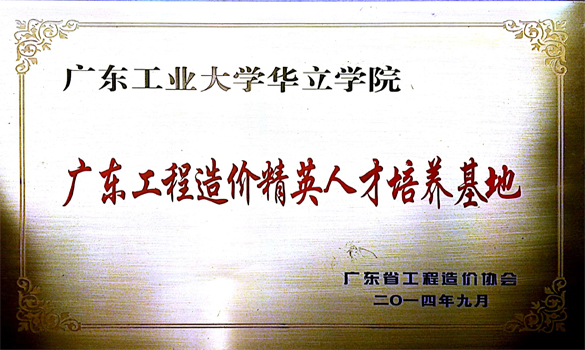 广东工业大学华立学院
广东工程造价精英人才培养基地
广东省工程造价协会
二〇一四年九月